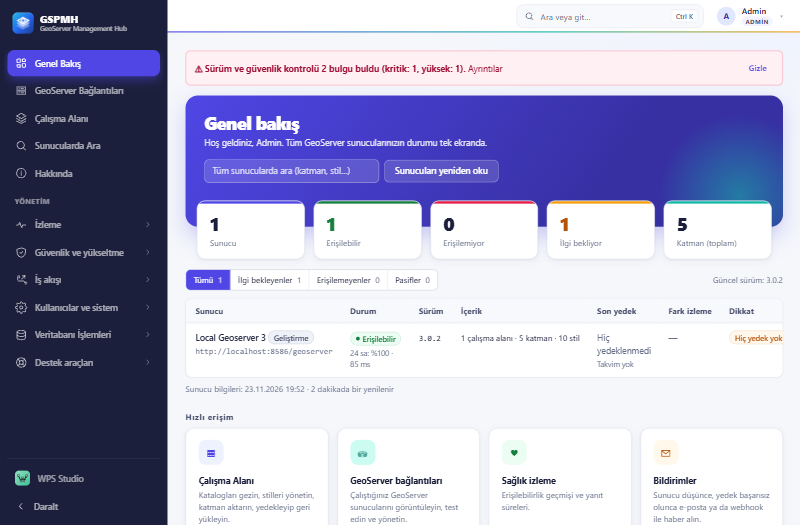 GSPMH
GeoServer Management Hub
Genel Bakış
GeoServer Bağlantıları
Çalışma Alanı
Sunucularda Ara
Hakkında
YÖNETİM
İzleme
Güvenlik ve yükseltme
İş akışı
Kullanıcılar ve sistem
Veritabanı İşlemleri
Destek araçları
WPS Studio
Daralt
Ara veya git...
Ctrl K
A
Admin
ADMİN
⚠ Sürüm ve güvenlik kontrolü 2 bulgu buldu (kritik: 1, yüksek: 1). Ayrıntılar
Gizle
Genel bakış
Hoş geldiniz, Admin. Tüm GeoServer sunucularınızın durumu tek ekranda.
Tüm sunucularda ara (katman, stil...)
Sunucuları yeniden oku
1
Sunucu
1
Erişilebilir
0
Erişilemiyor
1
İlgi bekliyor
5
Katman (toplam)
Tümü 1
İlgi bekleyenler 1
Erişilemeyenler 0
Pasifler 0
Güncel sürüm: 3.0.2
Sunucu Durum Sürüm İçerik Son yedek Fark izleme Dikkat
Local Geoserver 3 Geliştirme
http://localhost:8586/geoserver
Erişilebilir
24 sa: %100 ·
85 ms
3.0.2
1 çalışma alanı · 5 katman · 10 stil
Hiç
yedeklenmedi
Takvim yok
—
Hiç yedek yok
Sunucu bilgileri: 23.11.2026 19:52 · 2 dakikada bir yenilenir
Hızlı erişim
Çalışma Alanı
Katalogları gezin, stilleri yönetin,
katman aktarın, yedekleyip geri
yükleyin.
GeoServer bağlantıları
Çalıştığınız GeoServer
sunucularını görüntüleyin, test
edin ve yönetin.
Sağlık izleme
Erişilebilirlik geçmişi ve yanıt
süreleri.
Bildirimler
Sunucu düşünce, yedek başarısız
olunca e-posta ya da webhook
ile haber alın.